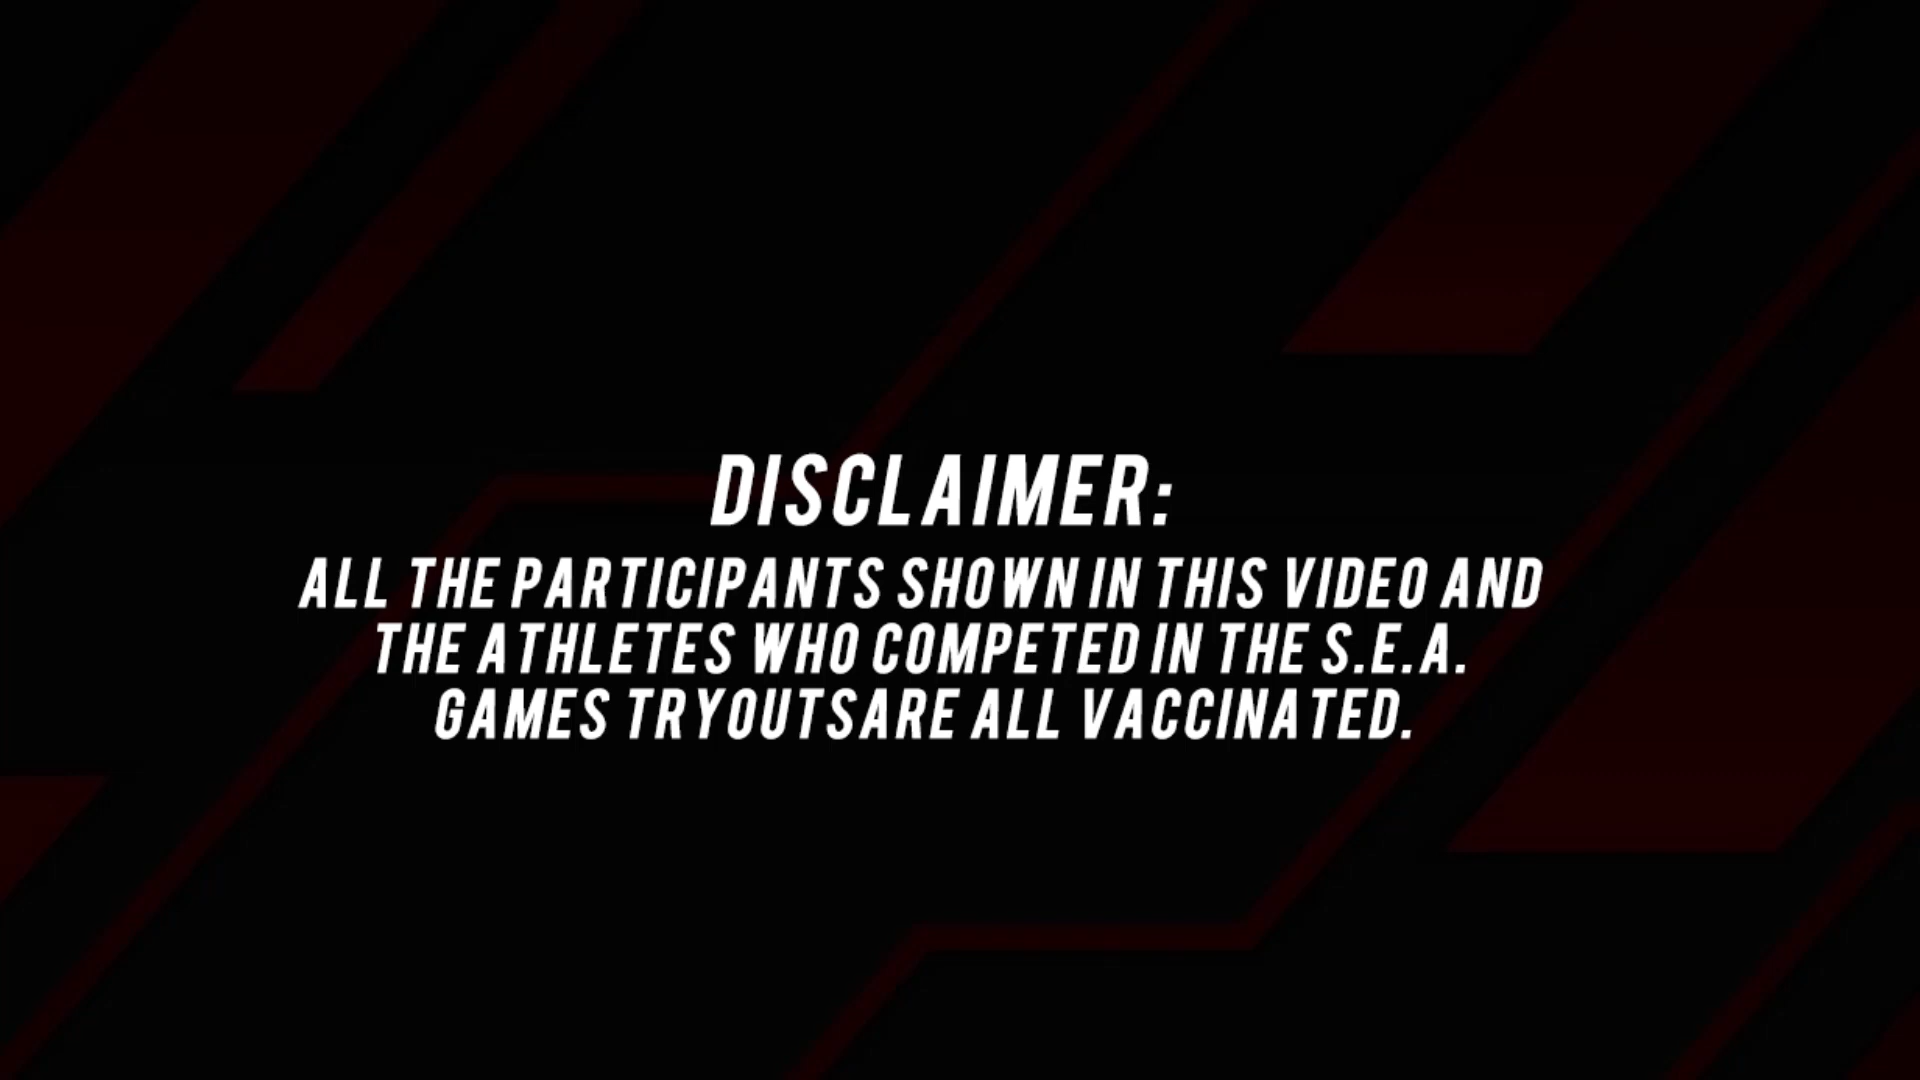 DISCLAIMER:
ALL THE PARTICIPANTS SHOWN IN THIS VIDEO AND
THE ATHLETES WHO COMPETED IN THE S.E.A.
GAMES TRYOUTSARE ALL VACCINATED.